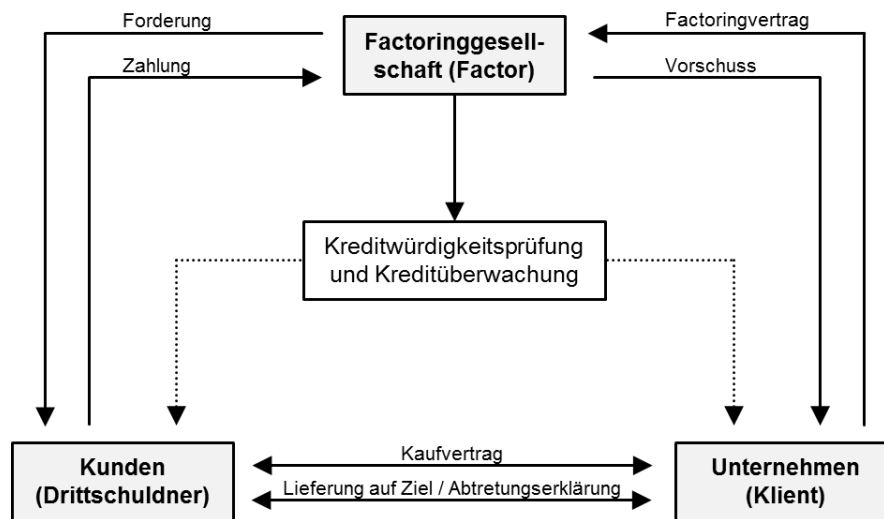 Forderung
Factoringvertrag
Factoringgesell-
schaft (Factor)
Zahlung
Vorschuss
Kreditwürdigkeitsprüfung
und Kreditüberwachung
Kunden
(Drittschuldner)
Kaufvertrag
Lieferung auf Ziel / Abtretungserklärung
Unternehmen
(Klient)